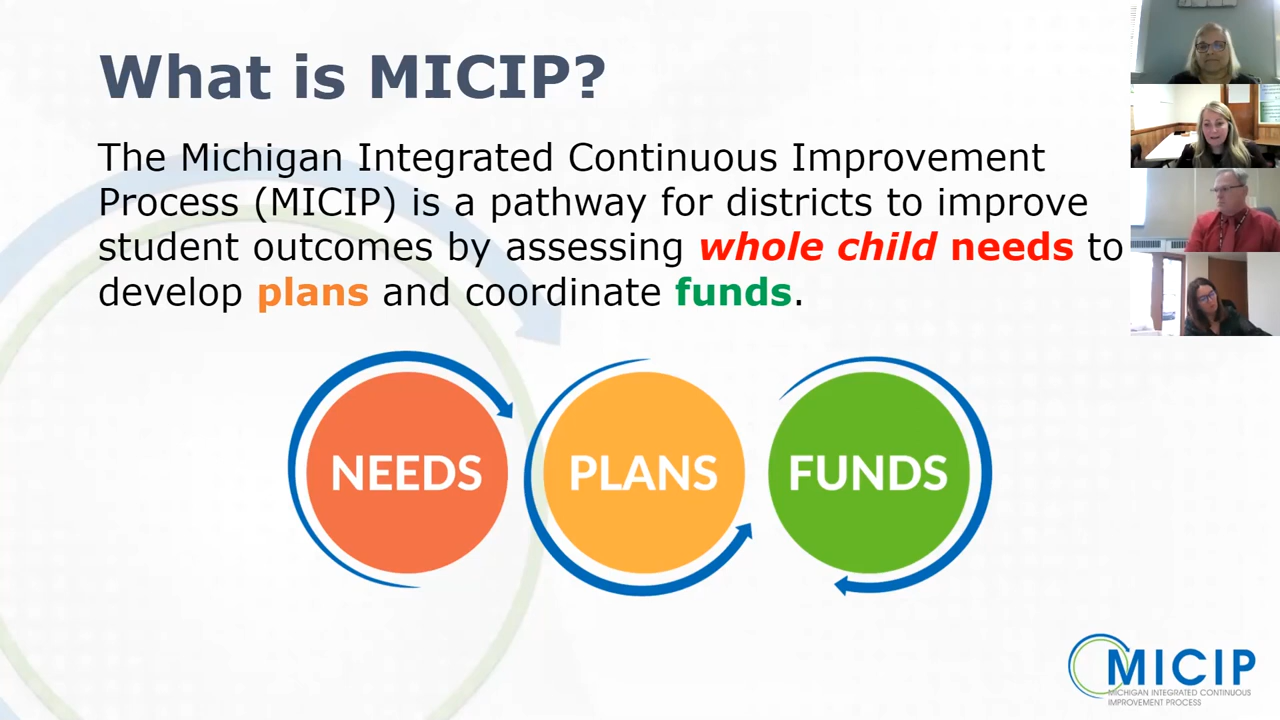 What is MICIP?
The Michigan Integrated Continuous Improvement
Process (MICIP) is a pathway for districts to improve
student outcomes by assessing whole child needs to
develop plans and coordinate funds.
NEEDS
PLANS
FUNDS
MICIP
MICHIGAN INTEGRATED CONTINUOUS
IMPROVEMENT PROCESS